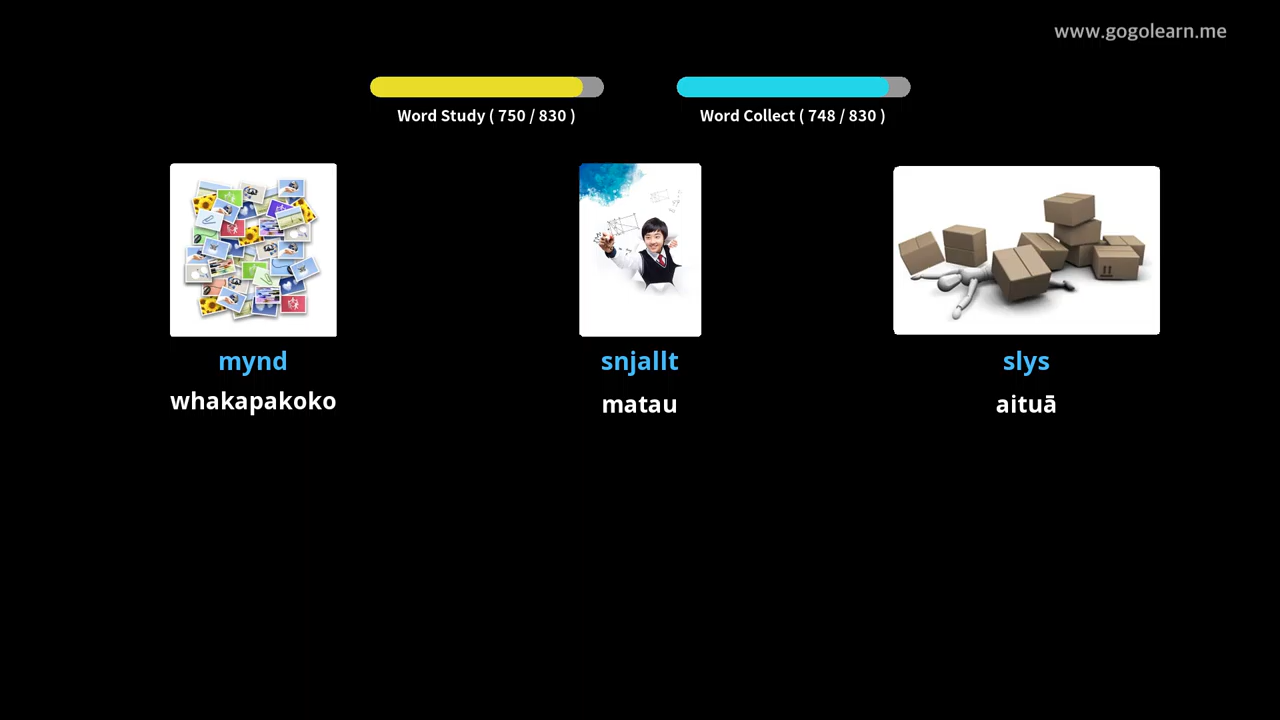 www.gogolearn.me
Word Study ( 750 / 830 )
Word Collect ( 748 / 830 )
mynd
whakapakoko
snjallt
matau
slys
aituā